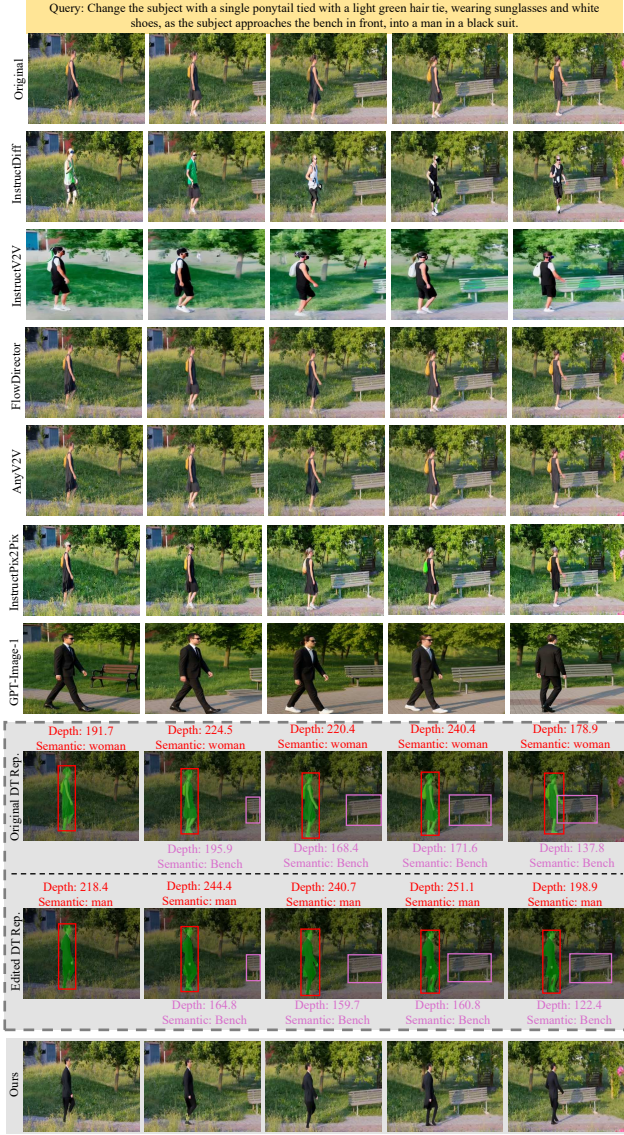 Query: Change the subject with a single ponytail tied with a light green hair tie, wearing sunglasses and white
shoes, as the subject approaches the bench in front, into a man in a black suit.
Original
InstructDiff
InstructV2V
FlowDirector
AnyV2V
InstructPix2Pix
GPT-Image-1
Original DT Rep.
Depth: 191.7
Semantic: woman
Depth: 224.5
Semantic: woman
Depth: 220.4
Semantic: woman
Depth: 240.4
Semantic: woman
Depth: 178.9
Semantic: woman
Depth: 195.9
Semantic: Bench
Depth: 168.4
Semantic: Bench
Depth: 171.6
Semantic: Bench
Depth: 137.8
Semantic: Bench
Edited DT Rep.
Depth: 218.4
Semantic: man
Depth: 244.4
Semantic: man
Depth: 240.7
Semantic: man
Depth: 251.1
Semantic: man
Depth: 198.9
Semantic: man
Depth: 164.8
Semantic: Bench
Depth: 159.7
Semantic: Bench
Depth: 160.8
Semantic: Bench
Depth: 122.4
Semantic: Bench
Ours